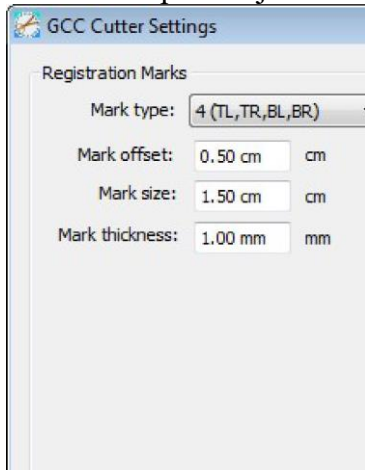 GCC Cutter Settings
Registration Marks
Mark type: 4 (TL,TR,BL,BR)
Mark offset: 0.50 cm cm
Mark size: 1.50 cm cm
Mark thickness: 1.00 mm mm